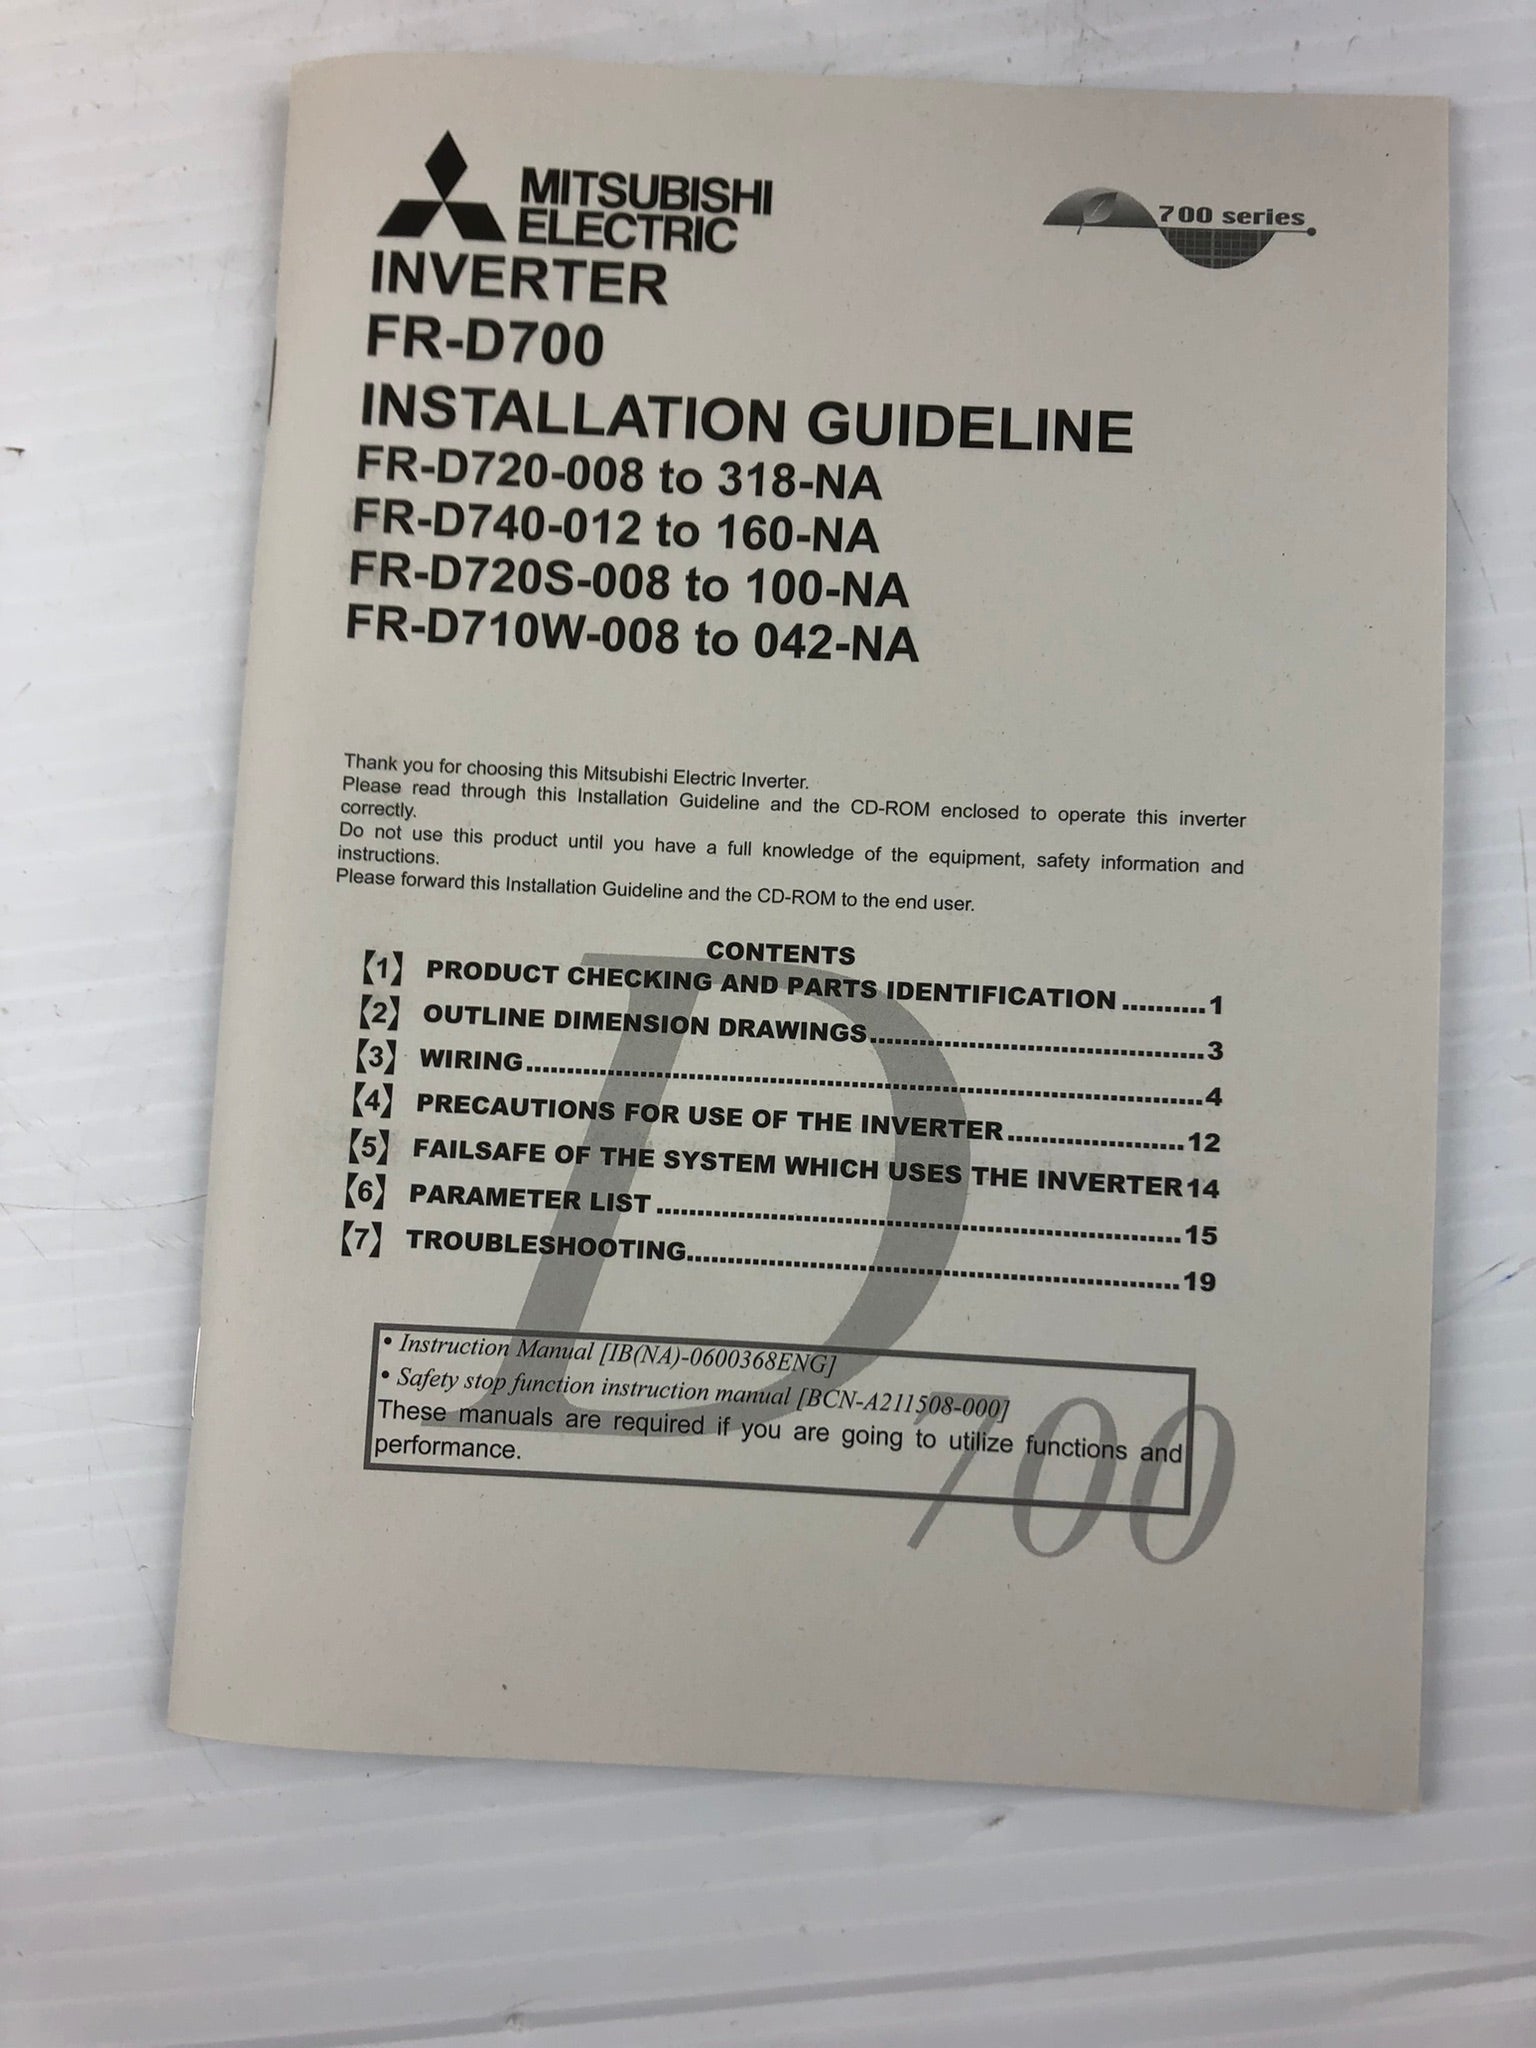 MITSUBISHI
ELECTRIC
700 series
INVERTER
FR-D700
INSTALLATION GUIDELINE
FR-D720-008 to 318-NA
FR-D740-012 to 160-NA
FR-D720S-008 to 100-NA
FR-D710W-008 to 042-NA
Thank you for choosing this Mitsubishi Electric Inverter.
Please read through this Installation Guideline and the CD-ROM enclosed to operate this inverter
correctly.
Do not use this product until you have a full knowledge of the equipment, safety information and
instructions.
Please forward this Installation Guideline and the CD-ROM to the end user.
CONTENTS
【1】 PRODUCT CHECKING AND PARTS IDENTIFICATION ..........1
【2】 OUTLINE DIMENSION DRAWINGS.........................................3
【3】 WIRING....................................................................................4
【4】 PRECAUTIONS FOR USE OF THE INVERTER......................12
【5】 FAILSAFE OF THE SYSTEM WHICH USES THE INVERTER14
【6】 PARAMETER LIST ................................................................15
【7】 TROUBLESHOOTING............................................................19
• Instruction Manual [IB(NA)-0600368ENG]
• Safety stop function instruction manual [BCN-A211508-000]
These manuals are required if you are going to utilize functions and
performance.
D700